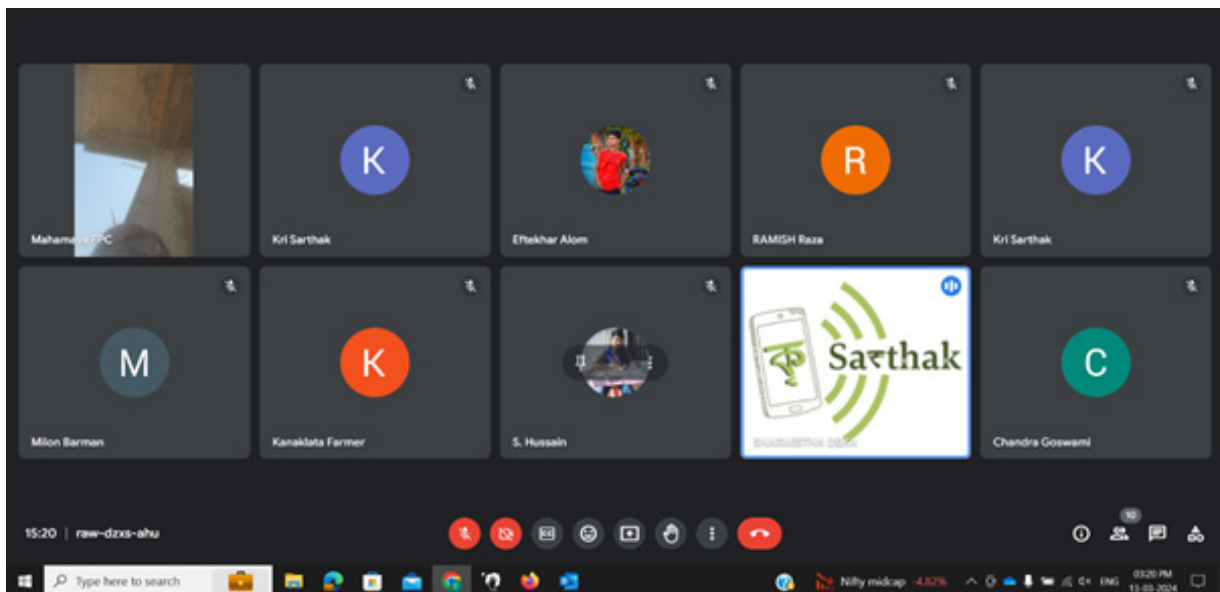 K
R
K
Mahamaya FPC
Kri Sarthak
Eftekhar Alom
RAMISH Raza
Kri Sarthak
M
K
कृ
Sarथhak
C
Milon Barman
Kanaklata Farmer
S. Hussain
Chandra Goswami
15:20 | raw-dzxs-ahu
10
Type here to search
Nifty midcap -4.82%
ENG
03:20 PM
13-03-2024